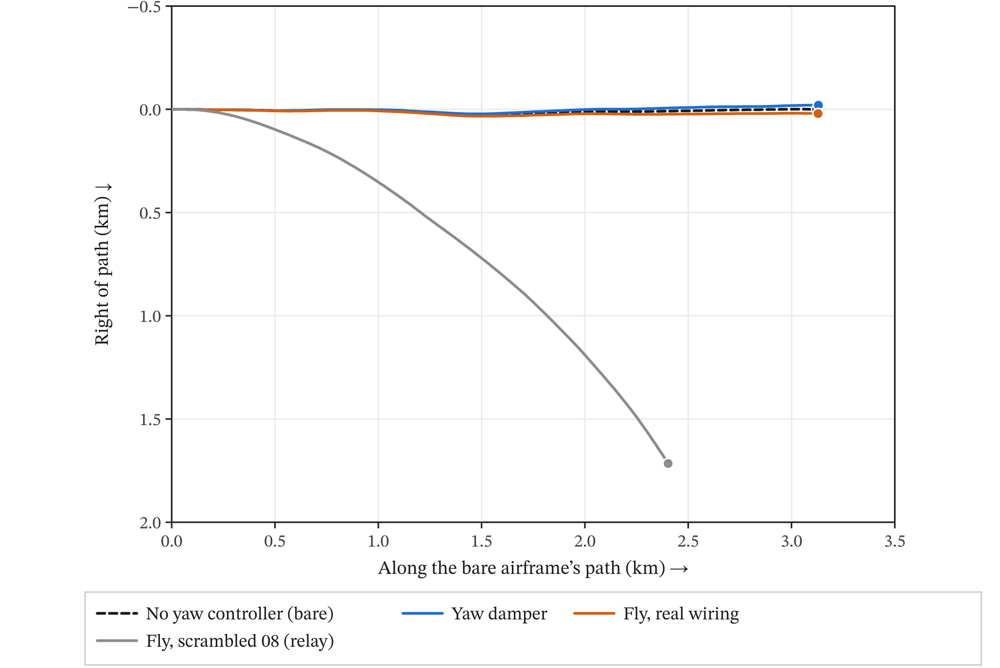 −0.5
0.0
0.5
1.0
1.5
2.0
Right of path (km) ↓
0.0 0.5 1.0 1.5 2.0 2.5 3.0 3.5
Along the bare airframe’s path (km) →
No yaw controller (bare) Yaw damper Fly, real wiring
Fly, scrambled 08 (relay)